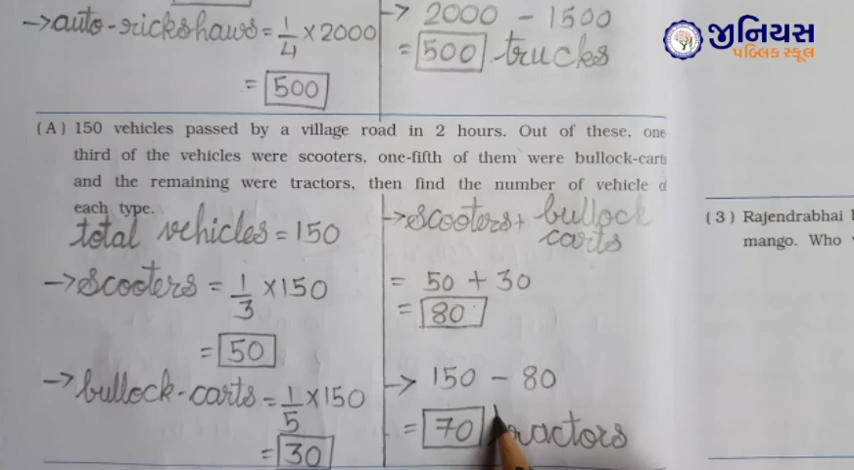 →auto-rickshaws = 1/4 × 2000
= 500
→ 2000 - 1500
= 500 trucks
જીનિયસ
પબ્લિક સ્કૂલ
(A) 150 vehicles passed by a village road in 2 hours. Out of these, one
third of the vehicles were scooters, one-fifth of them were bullock-carts
and the remaining were tractors, then find the number of vehicle o
each type.
total vehicles = 150
→ scooters = 1/3 × 150
= 50
→ bullock-carts = 1/5 × 150
= 30
→ scooters + bullock
carts
= 50 + 30
= 80
→ 150 - 80
= 70 tractors
(3) Rajendrabhai
mango. Who